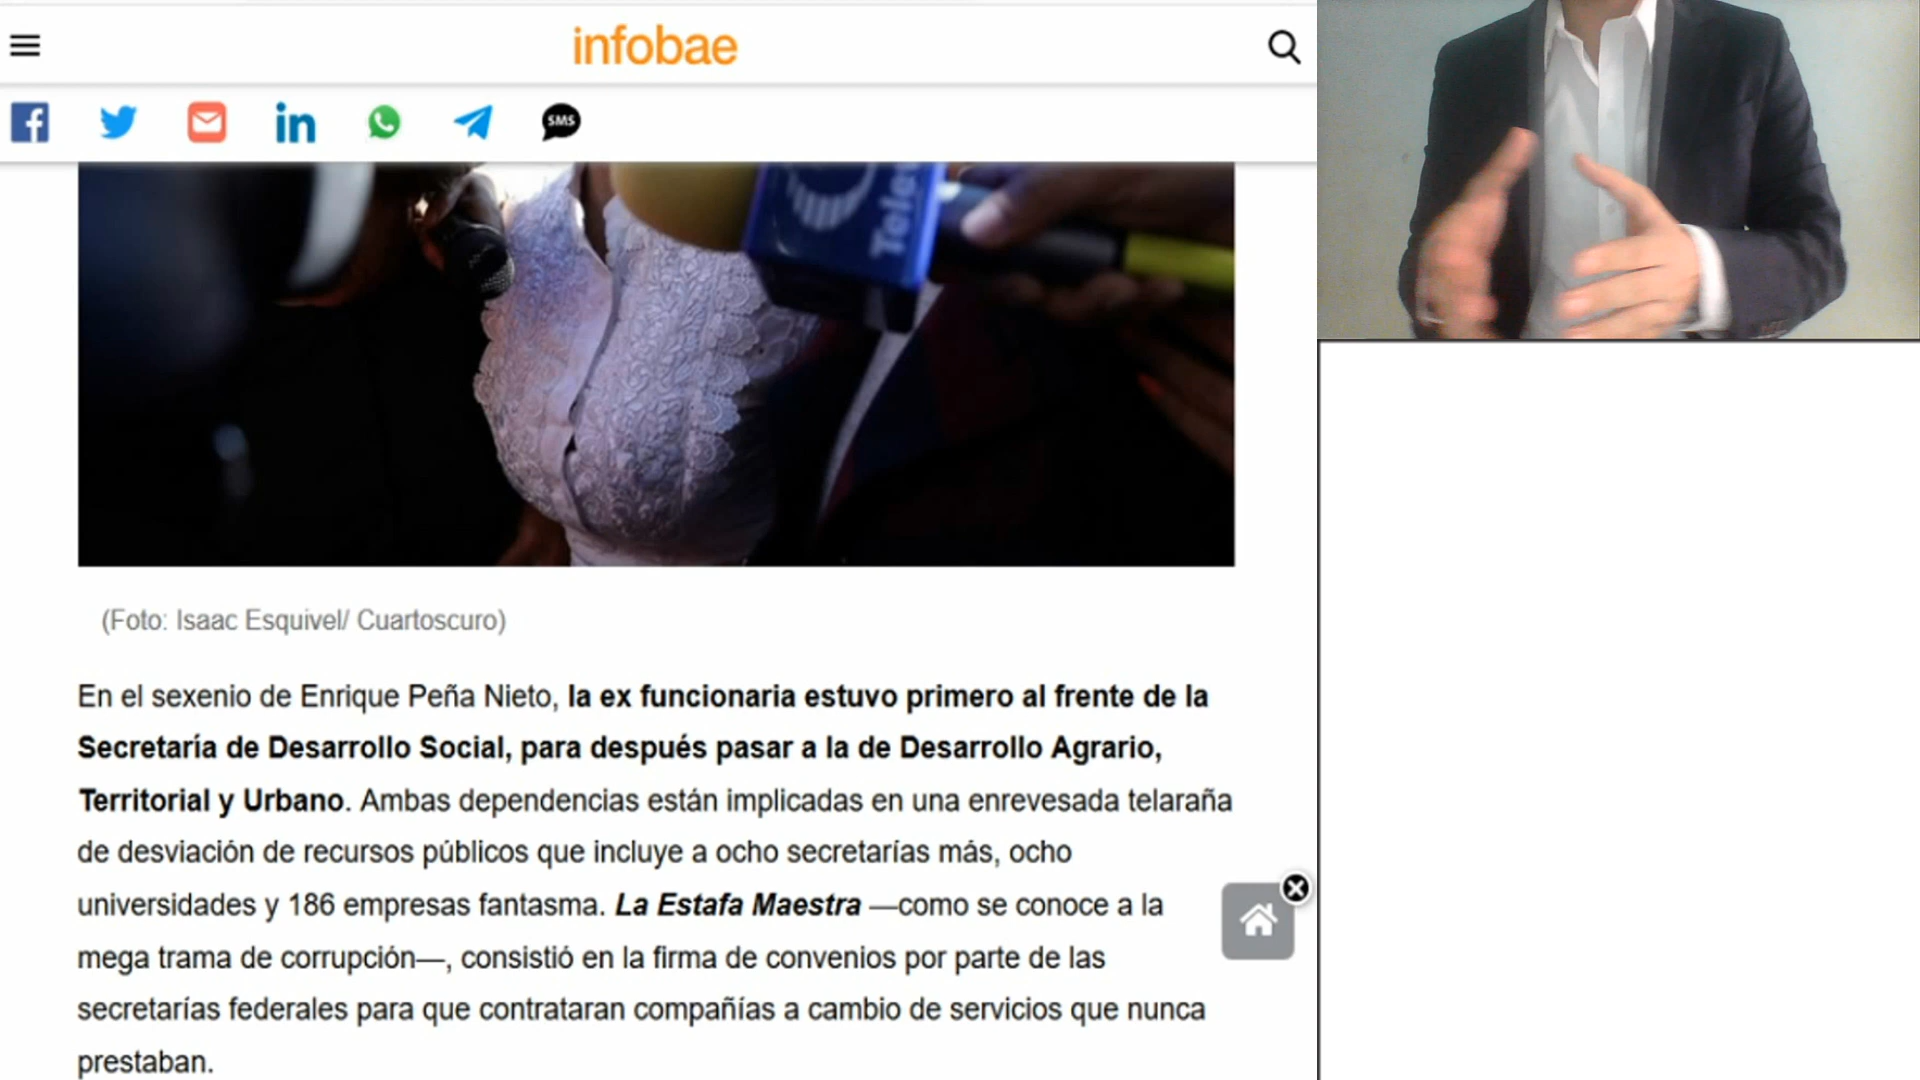 infobae
SMS
(Foto: Isaac Esquivel/ Cuartoscuro)
En el sexenio de Enrique Peña Nieto, la ex funcionaria estuvo primero al frente de la
Secretaría de Desarrollo Social, para después pasar a la de Desarrollo Agrario,
Territorial y Urbano. Ambas dependencias están implicadas en una enrevesada telaraña
de desviación de recursos públicos que incluye a ocho secretarías más, ocho
universidades y 186 empresas fantasma. La Estafa Maestra —como se conoce a la
mega trama de corrupción—, consistió en la firma de convenios por parte de las
secretarías federales para que contrataran compañías a cambio de servicios que nunca
prestaban.